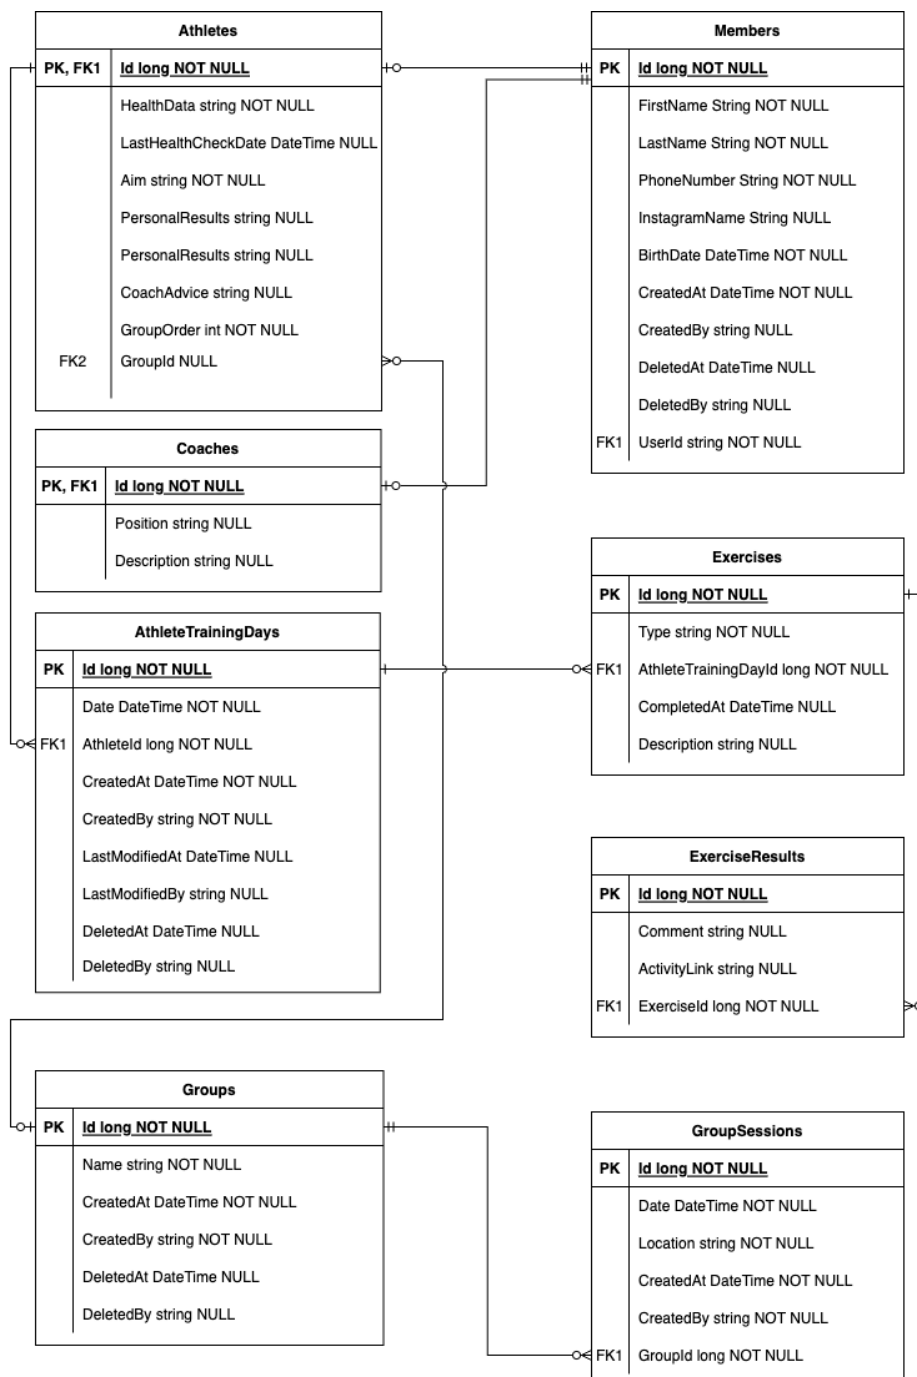 Athletes
PK, FK1 Id long NOT NULL
HealthData string NOT NULL
LastHealthCheckDate DateTime NULL
Aim string NOT NULL
PersonalResults string NULL
PersonalResults string NULL
CoachAdvice string NULL
GroupOrder int NOT NULL
FK2 GroupId NULL
Members
PK Id long NOT NULL
FirstName String NOT NULL
LastName String NOT NULL
PhoneNumber String NOT NULL
InstagramName String NULL
BirthDate DateTime NOT NULL
CreatedAt DateTime NOT NULL
CreatedBy string NULL
DeletedAt DateTime NULL
DeletedBy string NULL
FK1 UserId string NOT NULL
Coaches
PK, FK1 Id long NOT NULL
Position string NULL
Description string NULL
Exercises
PK Id long NOT NULL
Type string NOT NULL
FK1 AthleteTrainingDayId long NOT NULL
CompletedAt DateTime NULL
Description string NULL
AthleteTrainingDays
PK Id long NOT NULL
Date DateTime NOT NULL
FK1 AthleteId long NOT NULL
CreatedAt DateTime NOT NULL
CreatedBy string NOT NULL
LastModifiedAt DateTime NULL
LastModifiedBy string NULL
DeletedAt DateTime NULL
DeletedBy string NULL
ExerciseResults
PK Id long NOT NULL
Comment string NULL
ActivityLink string NULL
FK1 ExerciseId long NOT NULL
Groups
PK Id long NOT NULL
Name string NOT NULL
CreatedAt DateTime NOT NULL
CreatedBy string NOT NULL
DeletedAt DateTime NULL
DeletedBy string NULL
GroupSessions
PK Id long NOT NULL
Date DateTime NOT NULL
Location string NOT NULL
CreatedAt DateTime NOT NULL
CreatedBy string NOT NULL
FK1 GroupId long NOT NULL